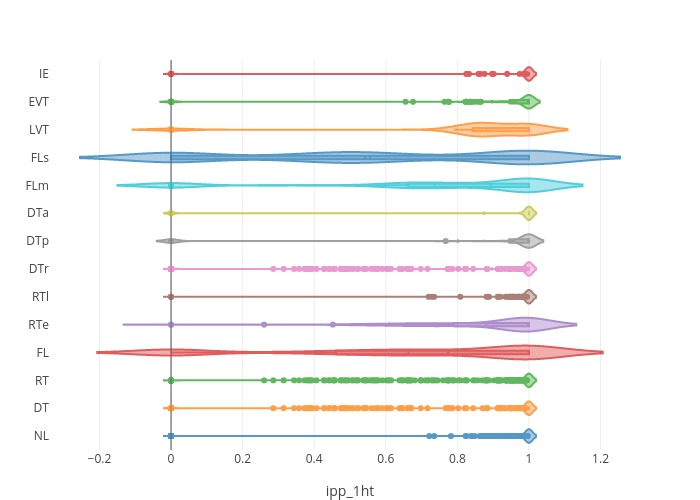 IE
EVT
LVT
FLs
FLm
DTa
DTp
DTr
RTl
RTe
FL
RT
DT
NL
−0.2 0 0.2 0.4 0.6 0.8 1 1.2
ipp_1ht